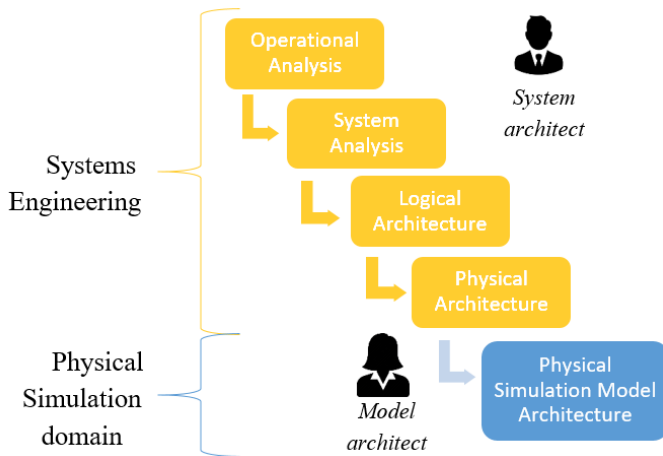 Operational
Analysis
System
architect
System
Analysis
Systems
Engineering
Logical
Architecture
Physical
Architecture
Physical
Simulation
domain
Model
architect
Physical
Simulation Model
Architecture